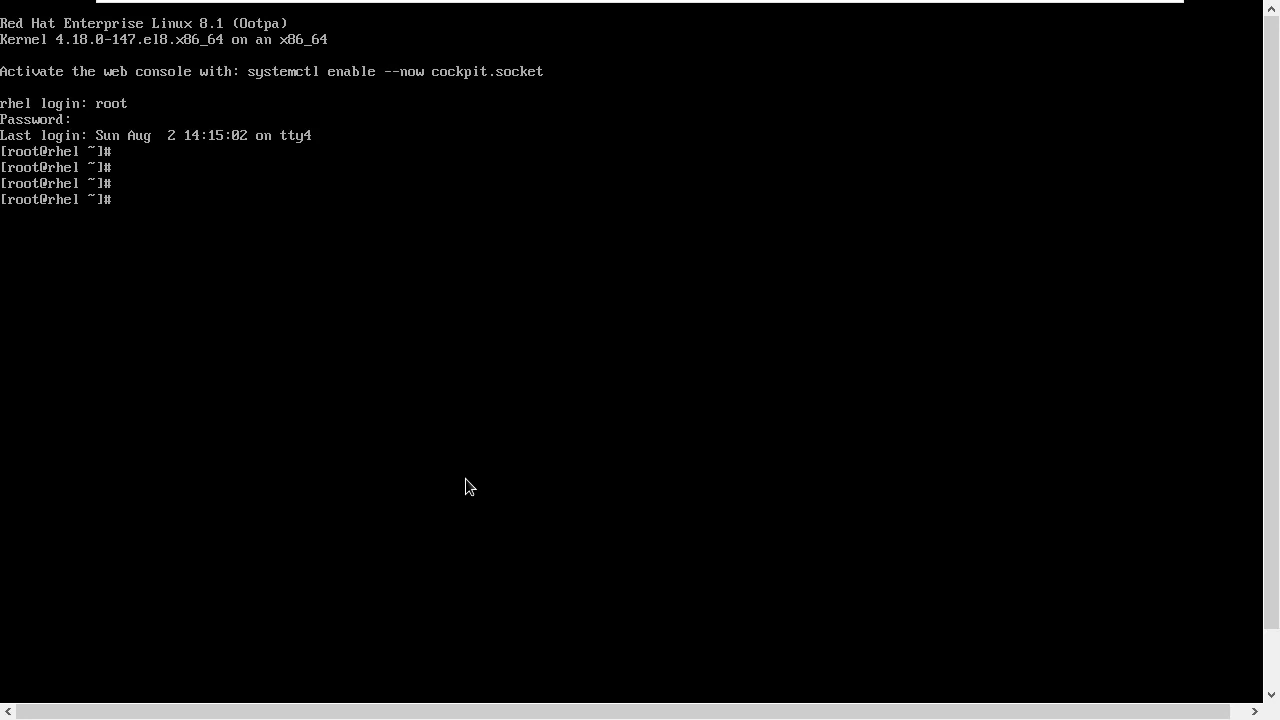 Red Hat Enterprise Linux 8.1 (Ootpa)
Kernel 4.18.0-147.el8.x86_64 on an x86_64
Activate the web console with: systemctl enable --now cockpit.socket
rhel login: root
Password:
Last login: Sun Aug  2 14:15:02 on tty4
[root@rhel ~]#
[root@rhel ~]#
[root@rhel ~]#
[root@rhel ~]#